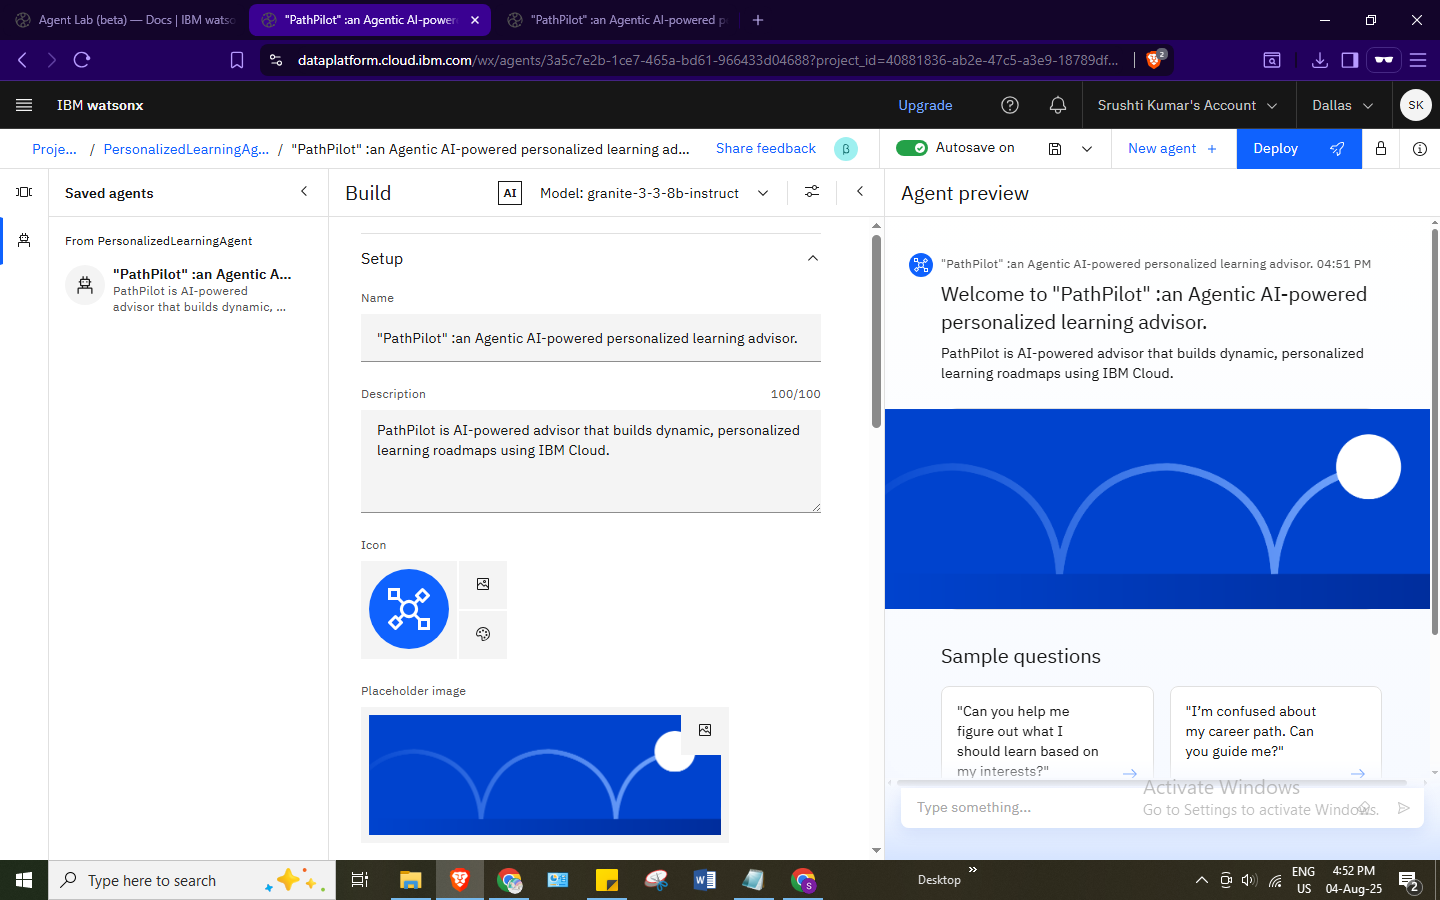 Agent Lab (beta) — Docs | IBM watso
"PathPilot" :an Agentic AI-power
"PathPilot" :an Agentic AI-powered p
dataplatform.cloud.ibm.com/wx/agents/3a5c7e2b-1ce7-465a-bd61-966433d04688?project_id=40881836-ab2e-47c5-a3e9-18789df...
2
IBM watsonx
Upgrade
Srushti Kumar's Account
Dallas
SK
Proje... / PersonalizedLearningAg... / "PathPilot" :an Agentic AI-powered personalized learning ad...
Share feedback
β
Autosave on
New agent +
Deploy
Saved agents
From PersonalizedLearningAgent
"PathPilot" :an Agentic A...
PathPilot is AI-powered
advisor that builds dynamic, ...
Build
AI
Model: granite-3-3-8b-instruct
Setup
Name
"PathPilot" :an Agentic AI-powered personalized learning advisor.
Description
100/100
PathPilot is AI-powered advisor that builds dynamic, personalized
learning roadmaps using IBM Cloud.
Icon
Placeholder image
Agent preview
"PathPilot" :an Agentic AI-powered personalized learning advisor. 04:51 PM
Welcome to "PathPilot" :an Agentic AI-powered
personalized learning advisor.
PathPilot is AI-powered advisor that builds dynamic, personalized
learning roadmaps using IBM Cloud.
Sample questions
"Can you help me
figure out what I
should learn based on
my interests?"
"I'm confused about
my career path. Can
you guide me?"
Type something...
Activate Windows
Go to Settings to activate Windows.
Type here to search
Desktop
ENG
US
4:52 PM
04-Aug-25
2